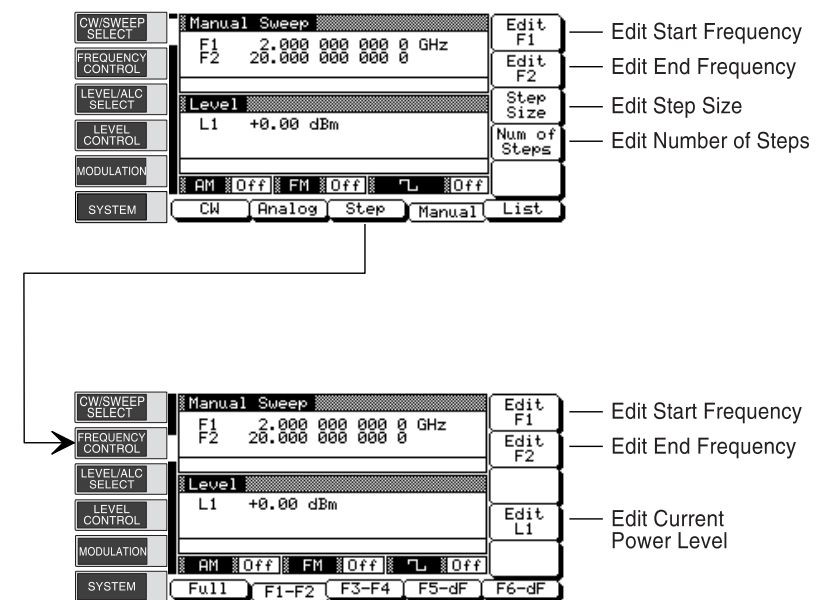 CW/SWEEP
SELECT
FREQUENCY
CONTROL
LEVEL/ALC
SELECT
LEVEL
CONTROL
MODULATION
SYSTEM
Manual Sweep
F1 2.000 000 000 0 GHz
F2 20.000 000 000 0
Level
L1 +0.00 dBm
AM Off FM Off Off
CW Analog Step Manual List
Edit
F1
Edit
F2
Step
Size
Num of
Steps
Edit Start Frequency
Edit End Frequency
Edit Step Size
Edit Number of Steps
CW/SWEEP
SELECT
FREQUENCY
CONTROL
LEVEL/ALC
SELECT
LEVEL
CONTROL
MODULATION
SYSTEM
Manual Sweep
F1 2.000 000 000 0 GHz
F2 20.000 000 000 0
Level
L1 +0.00 dBm
AM Off FM Off Off
Full F1-F2 F3-F4 F5-dF F6-dF
Edit
F1
Edit
F2
Edit
L1
Edit Start Frequency
Edit End Frequency
Edit Current
Power Level